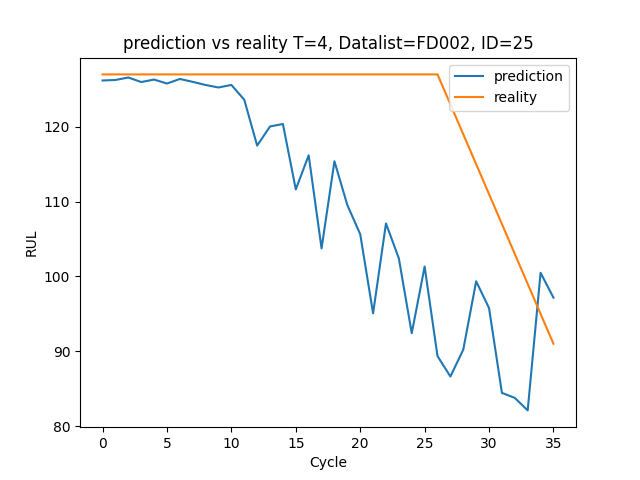 prediction vs reality T=4, Datalist=FD002, ID=25
prediction
reality
120
110
100
90
80
RUL
0 5 10 15 20 25 30 35
Cycle